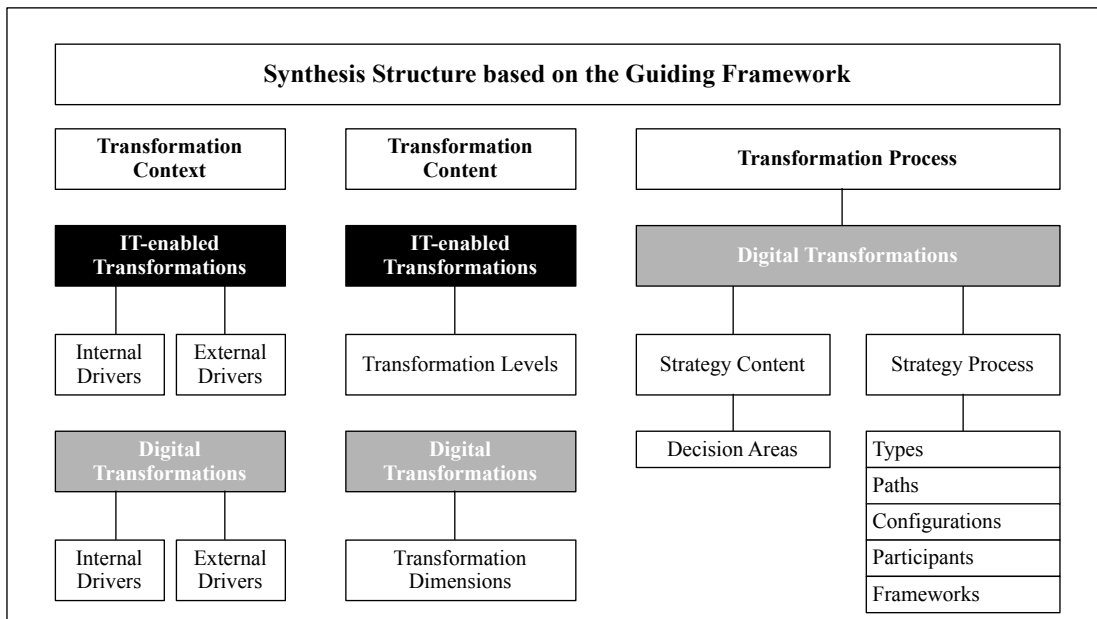 Synthesis Structure based on the Guiding Framework
Transformation
Context
IT-enabled
Transformations
Internal
Drivers
External
Drivers
Digital
Transformations
Internal
Drivers
External
Drivers
Transformation
Content
IT-enabled
Transformations
Transformation Levels
Digital
Transformations
Transformation
Dimensions
Transformation Process
Digital Transformations
Strategy Content
Decision Areas
Strategy Process
Types
Paths
Configurations
Participants
Frameworks